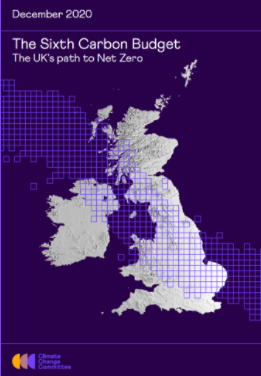 December 2020
The Sixth Carbon Budget
The UK's path to Net Zero
Climate
Change
Committee